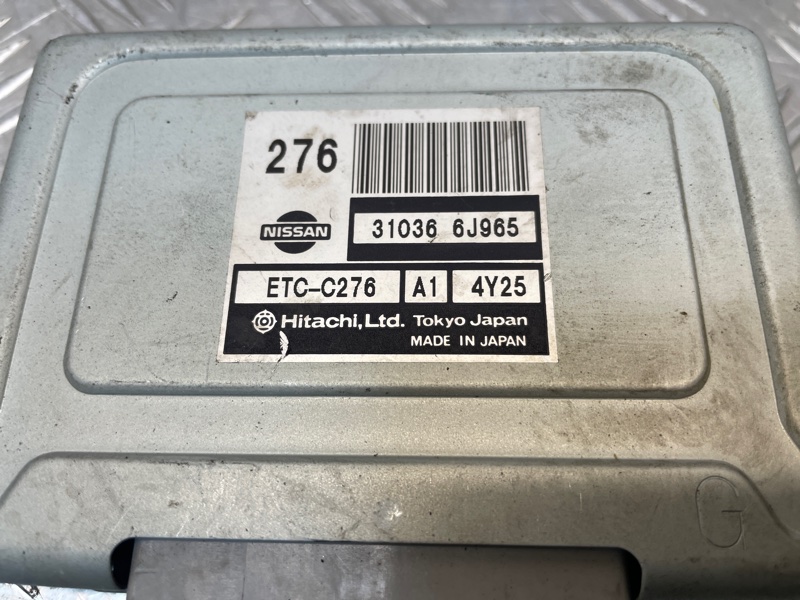 276
NISSAN
31036 6J965
ETC-C276 A1 4Y25
Hitachi, Ltd. Tokyo Japan
MADE IN JAPAN
G